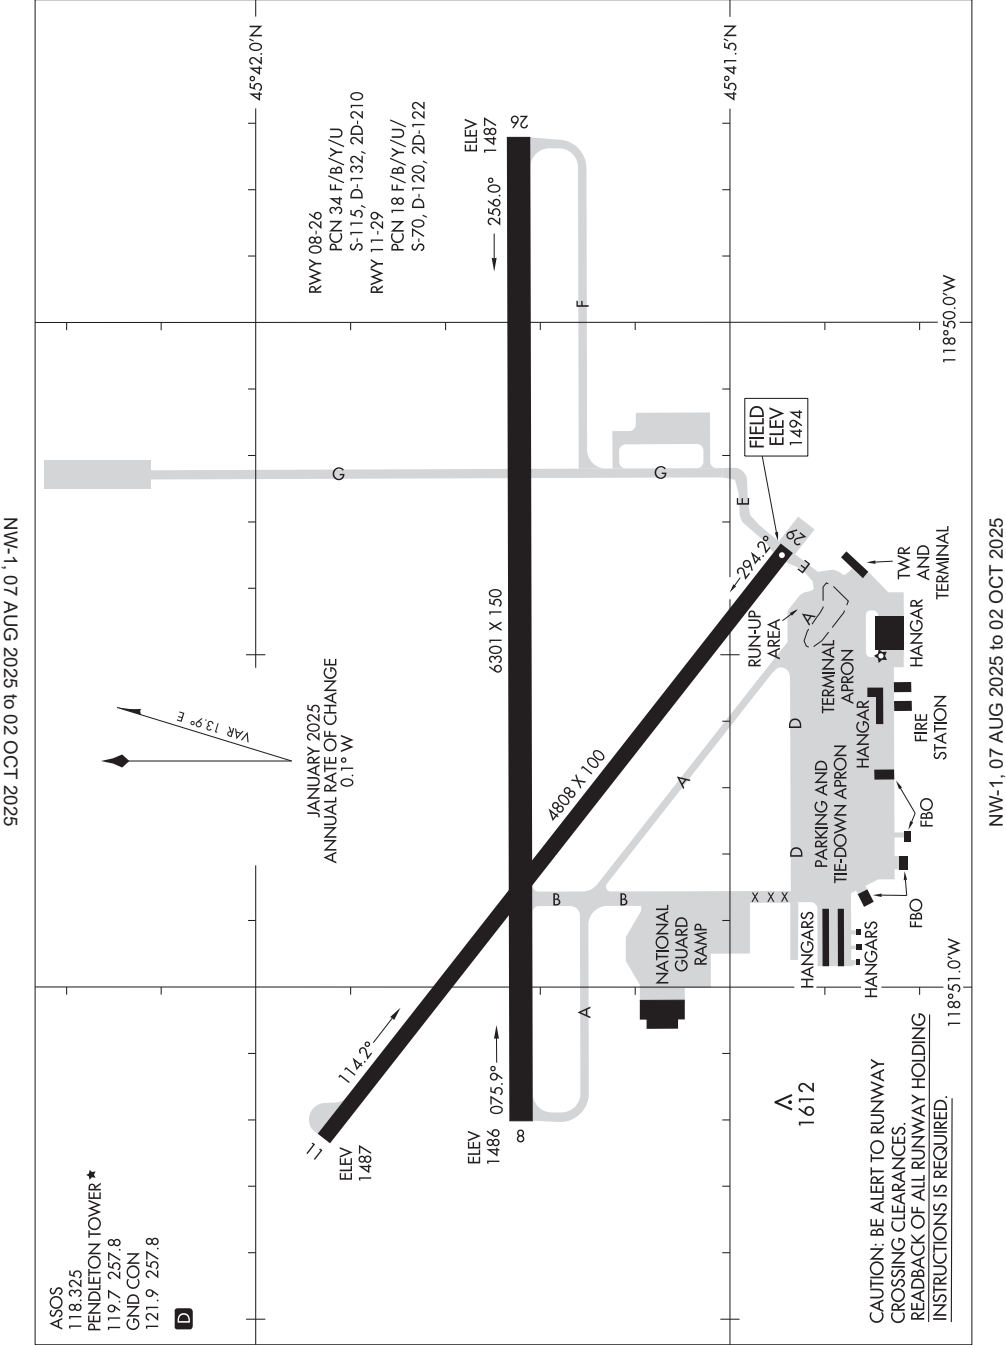 ASOS
118.325
PENDLETON TOWER★
119.7 257.8
GND CON
121.9 257.8
D
RWY 08-26
PCN 34 F/B/Y/U
S-115, D-132, 2D-210
RWY 11-29
PCN 18 F/B/Y/U/
S-70, D-120, 2D-122
45°42.0'N
45°41.5'N
118°50.0'W
118°51.0'W
VAR 13.9° E
JANUARY 2025
ANNUAL RATE OF CHANGE
0.1° W
11
ELEV
1487
114.2°
ELEV
1486
8
075.9°
6301 X 150
256.0°
ELEV
1487
26
4808 X 100
294.2°
29
FIELD
ELEV
1494
G
G
F
E
E
A
A
A
B
B
D
D
X X X
RUN-UP
AREA
TERMINAL
APRON
TWR
AND
TERMINAL
HANGAR
HANGAR
FIRE
STATION
PARKING AND
TIE-DOWN APRON
FBO
FBO
HANGARS
HANGARS
NATIONAL
GUARD
RAMP
1612
CAUTION: BE ALERT TO RUNWAY
CROSSING CLEARANCES.
READBACK OF ALL RUNWAY HOLDING
INSTRUCTIONS IS REQUIRED.
NW-1, 07 AUG 2025 to 02 OCT 2025
NW-1, 07 AUG 2025 to 02 OCT 2025